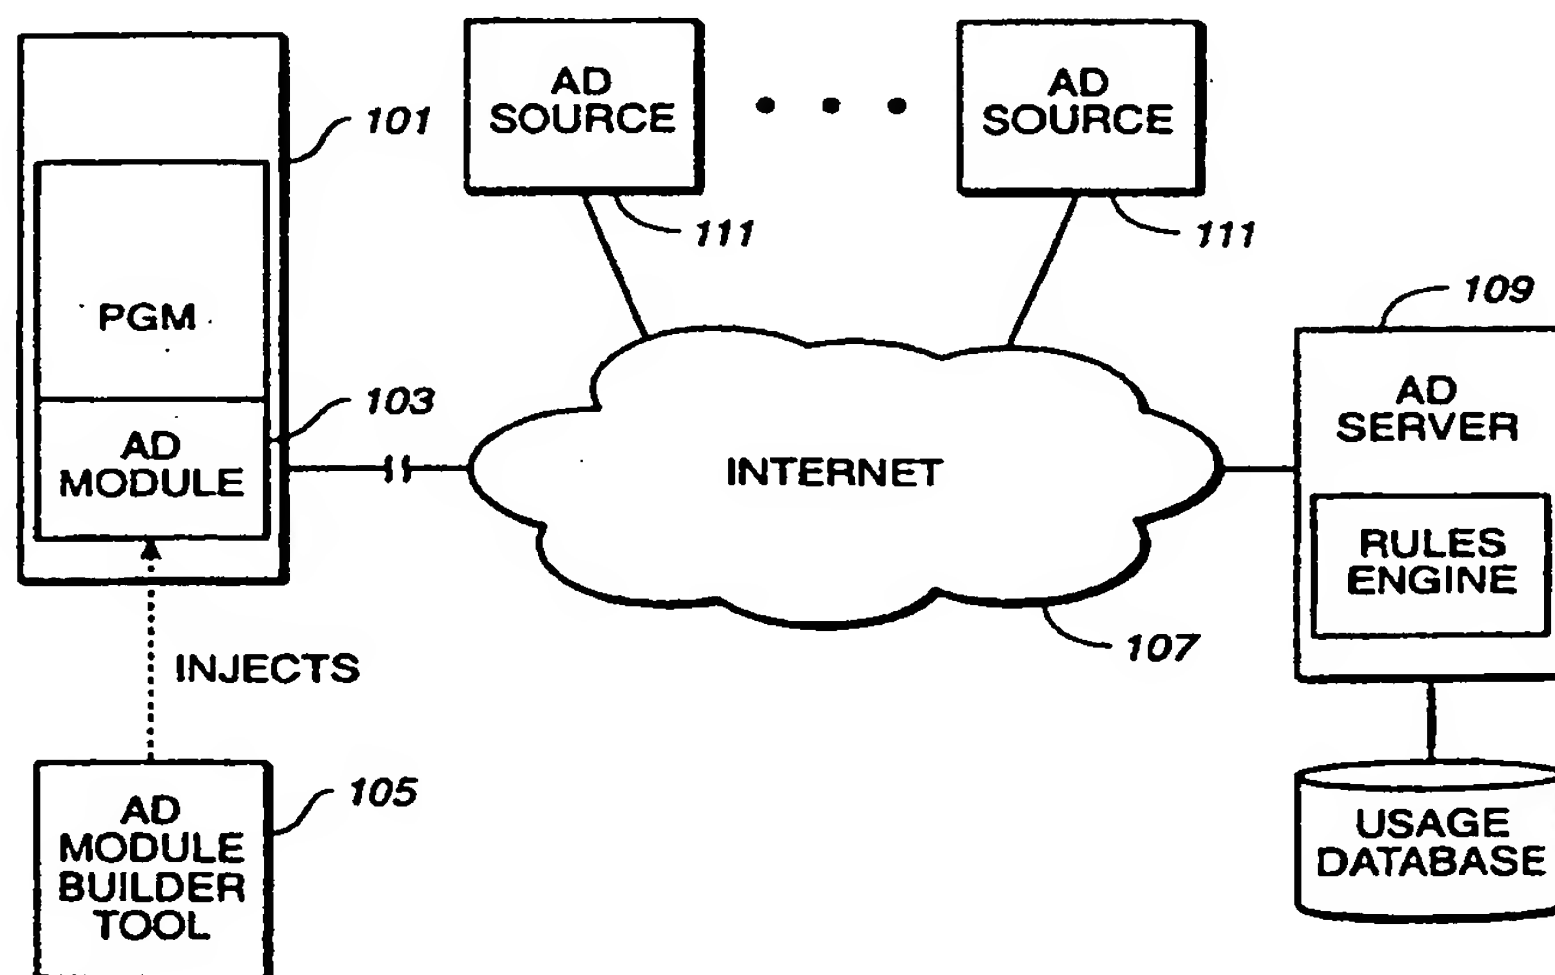 AD
SOURCE
AD
SOURCE
101
111
111
PGM
109
103
AD
SERVER
AD
MODULE
INTERNET
RULES
ENGINE
107
INJECTS
105
AD
MODULE
BUILDER
TOOL
USAGE
DATABASE